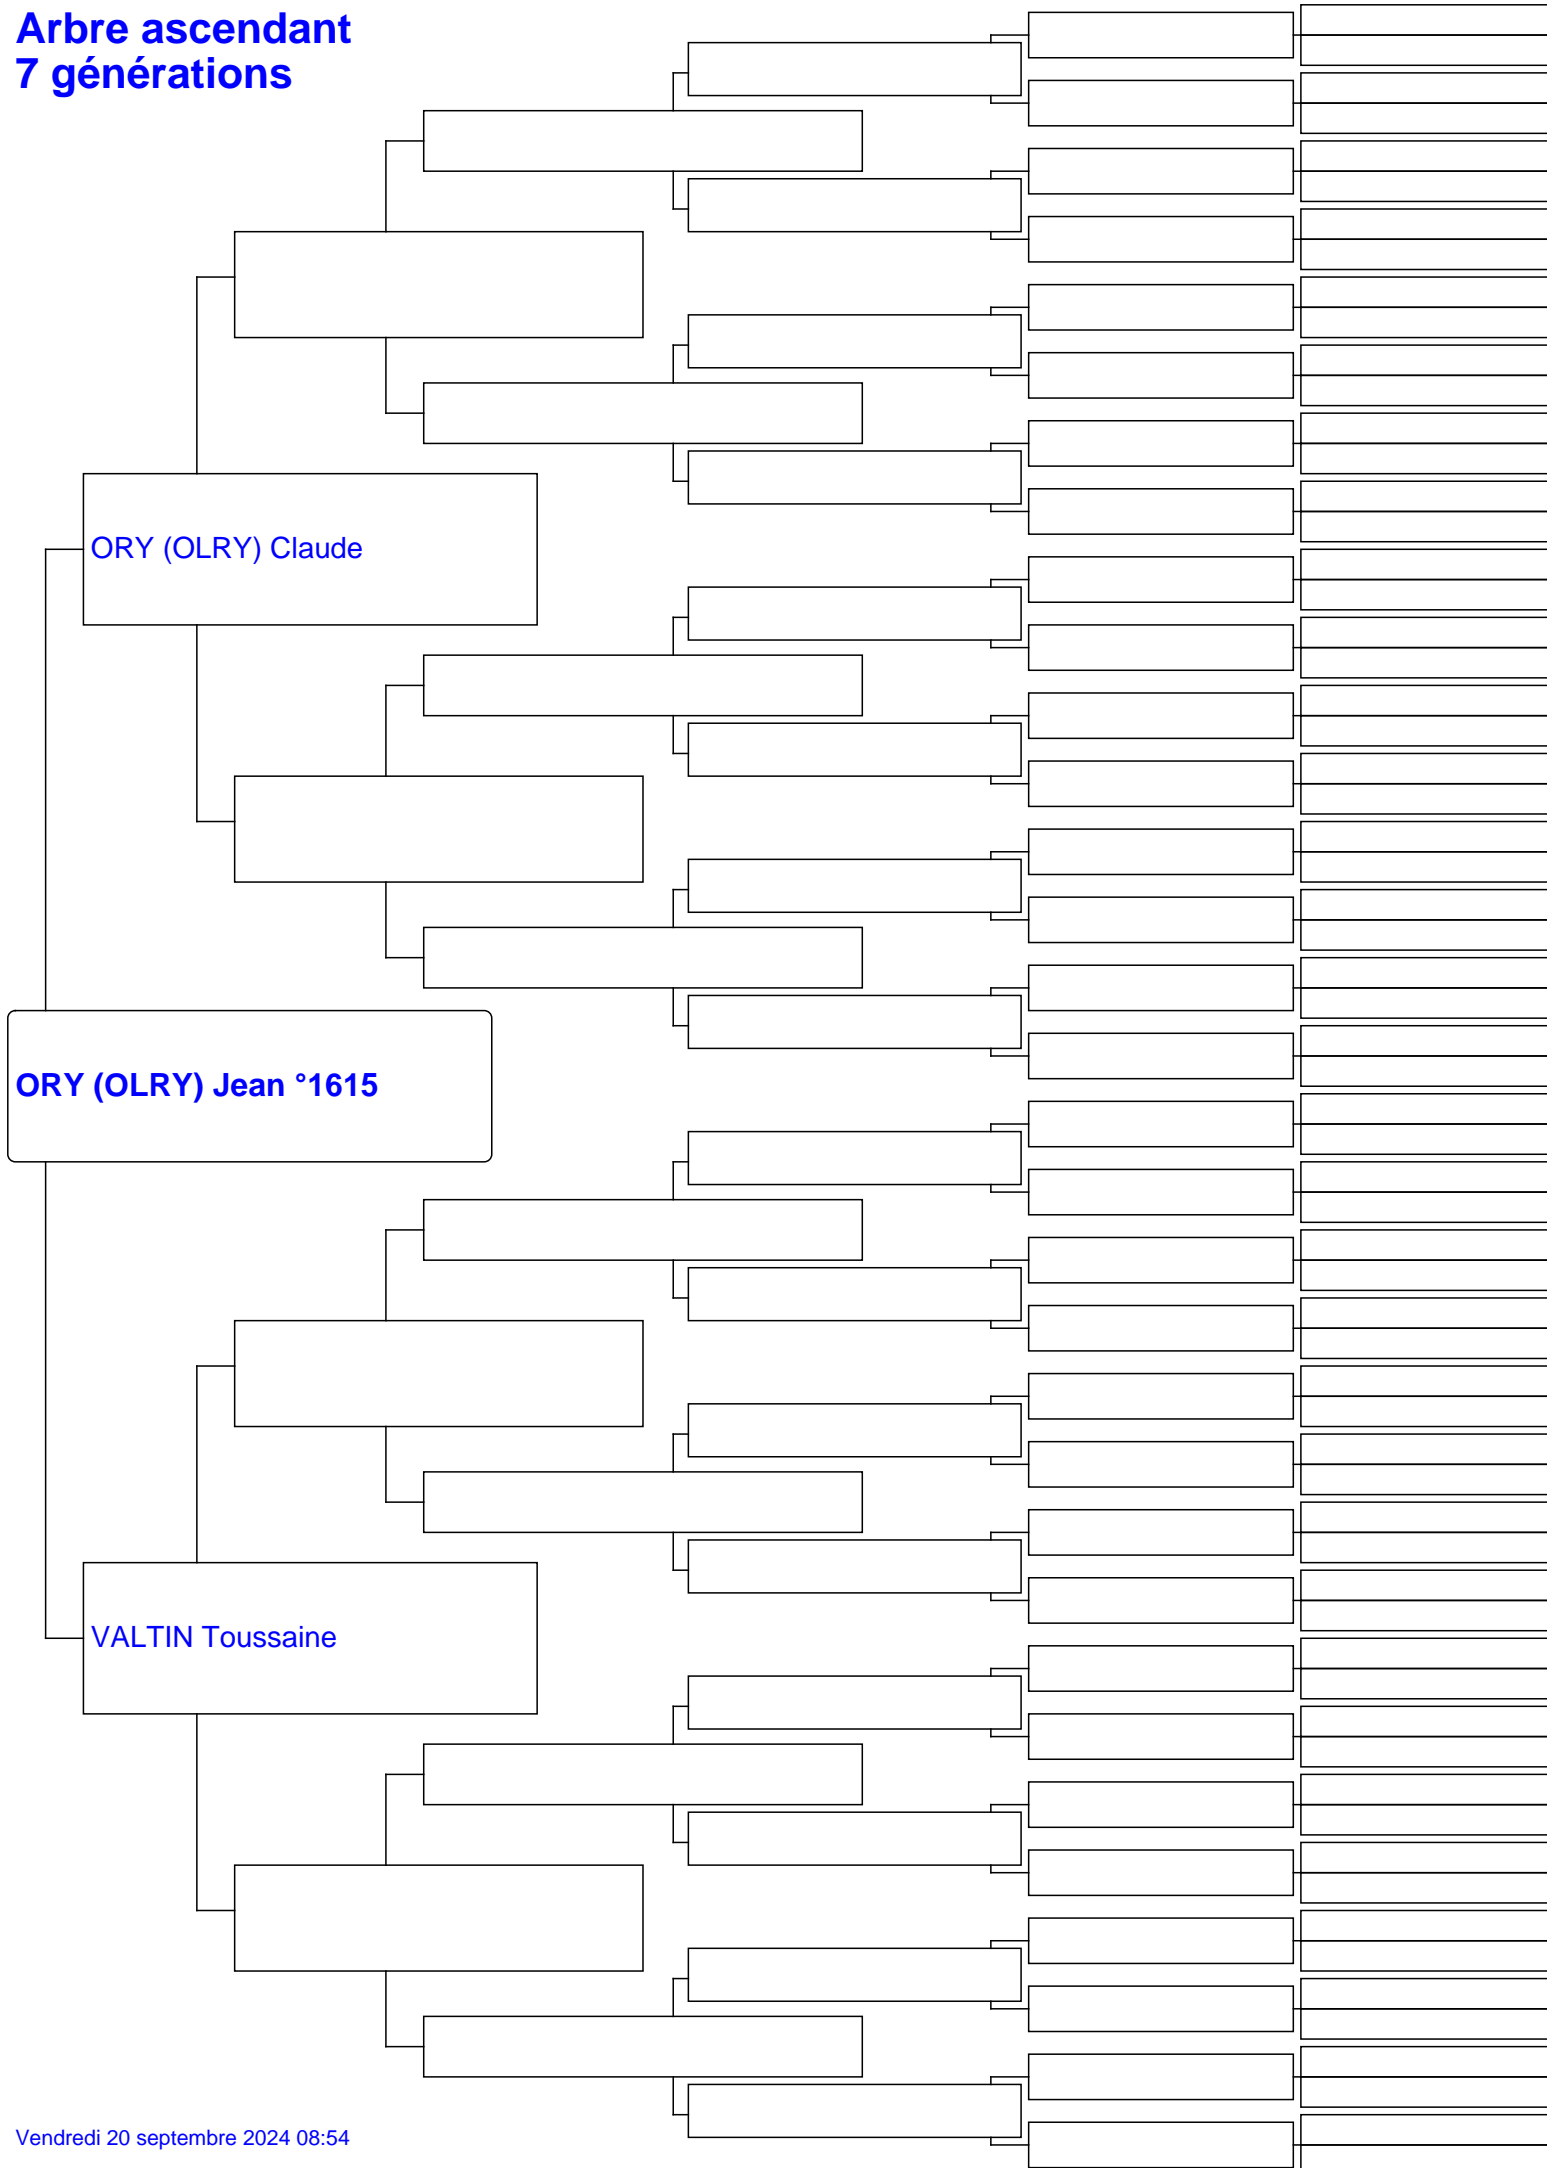 Arbre ascendant
7 générations
ORY (OLRY) Claude
ORY (OLRY) Jean °1615
VALTIN Toussaine
Vendredi 20 septembre 2024 08:54